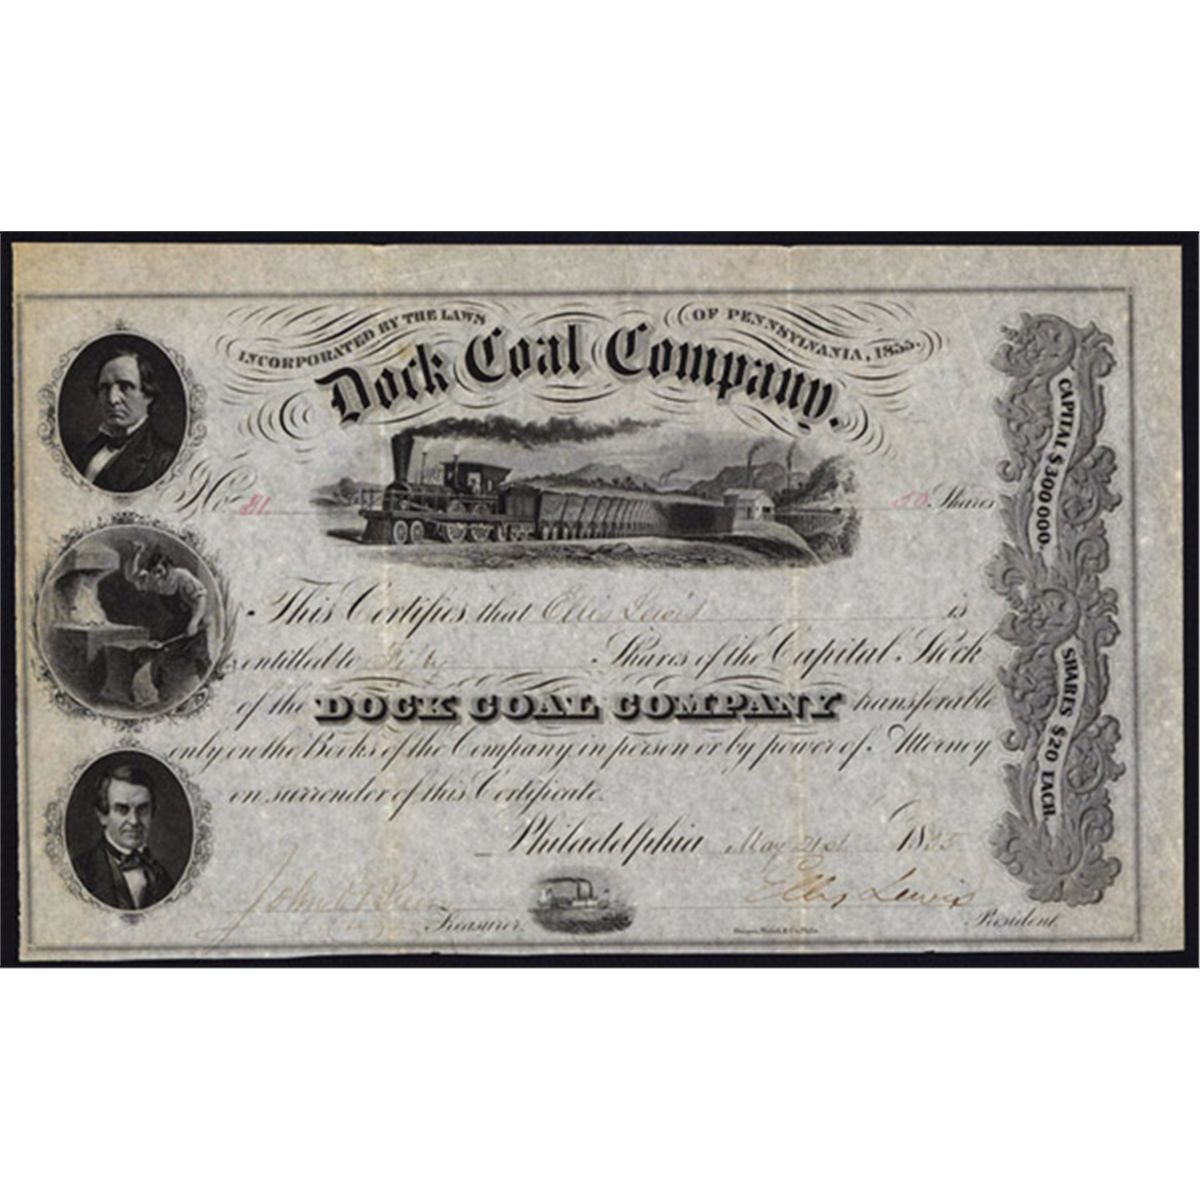 INCORPORATED BY THE LAWS OF PENNSYLVANIA, 1855.
Dock Coal Company.
No 21 50 Shares
CAPITAL $300000.
SHARES $20 EACH.
This Certifies that Ellis Lewis is
entitled to Fifty Shares of the Capital Stock
of the DOCK COAL COMPANY transferable
only on the Books of the Company in person or by power of Attorney
on surrender of this Certificate.
Philadelphia May 21st 1855
John Treasurer. Ellis Lewis President